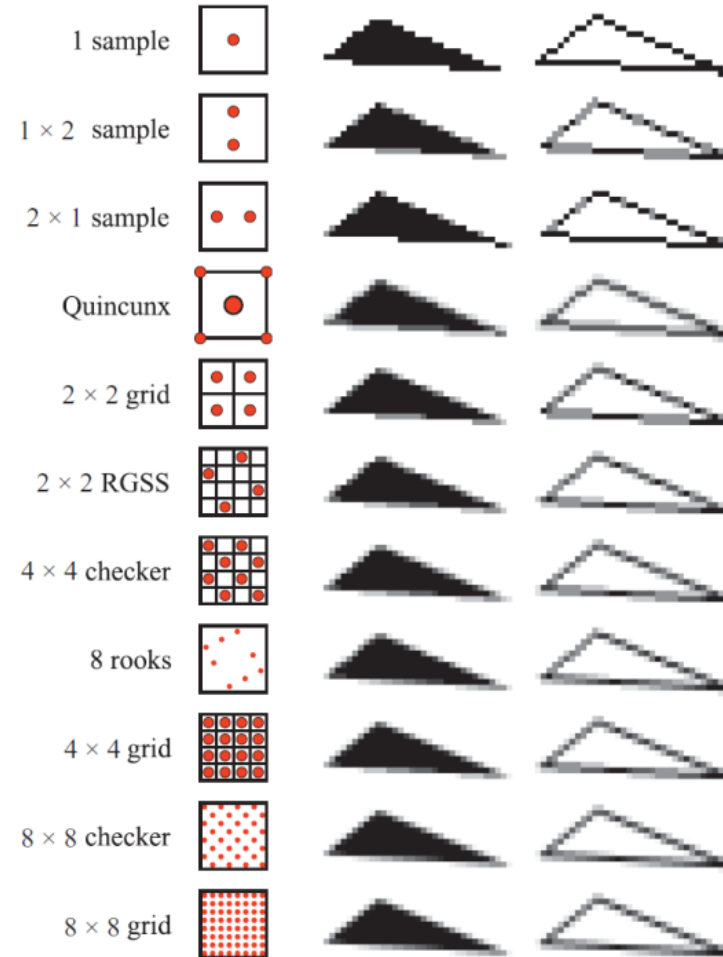 1 sample
1 × 2 sample
2 × 1 sample
Quincunx
2 × 2 grid
2 × 2 RGSS
4 × 4 checker
8 rooks
4 × 4 grid
8 × 8 checker
8 × 8 grid